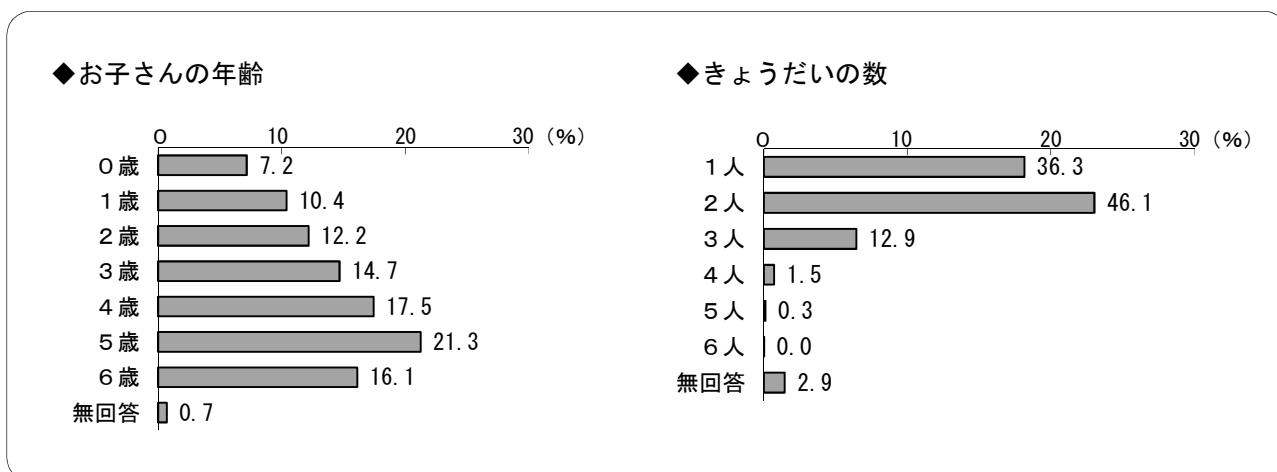 ◆お子さんの年齢
0 10 20 30 (%)
0歳 7.2
1歳 10.4
2歳 12.2
3歳 14.7
4歳 17.5
5歳 21.3
6歳 16.1
無回答 0.7
◆きょうだいの数
0 10 20 30 (%)
1人 36.3
2人 46.1
3人 12.9
4人 1.5
5人 0.3
6人 0.0
無回答 2.9